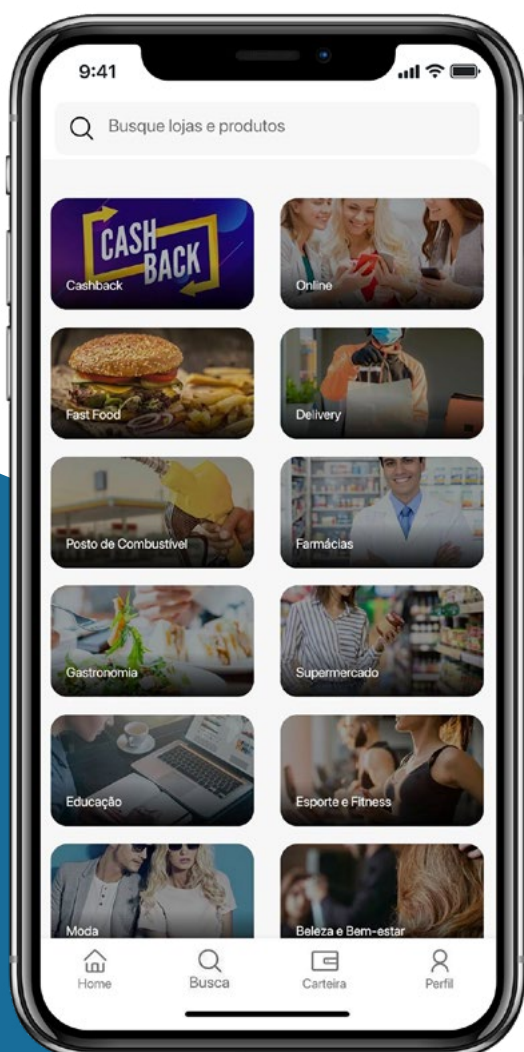 9:41
Busque lojas e produtos
CASH
BACK
Cashback
Online
Fast Food
Delivery
Posto de Combustível
Farmácias
Gastronomia
Supermercado
Educação
Esporte e Fitness
Moda
Beleza e Bem-estar
Home
Busca
Carteira
Perfil